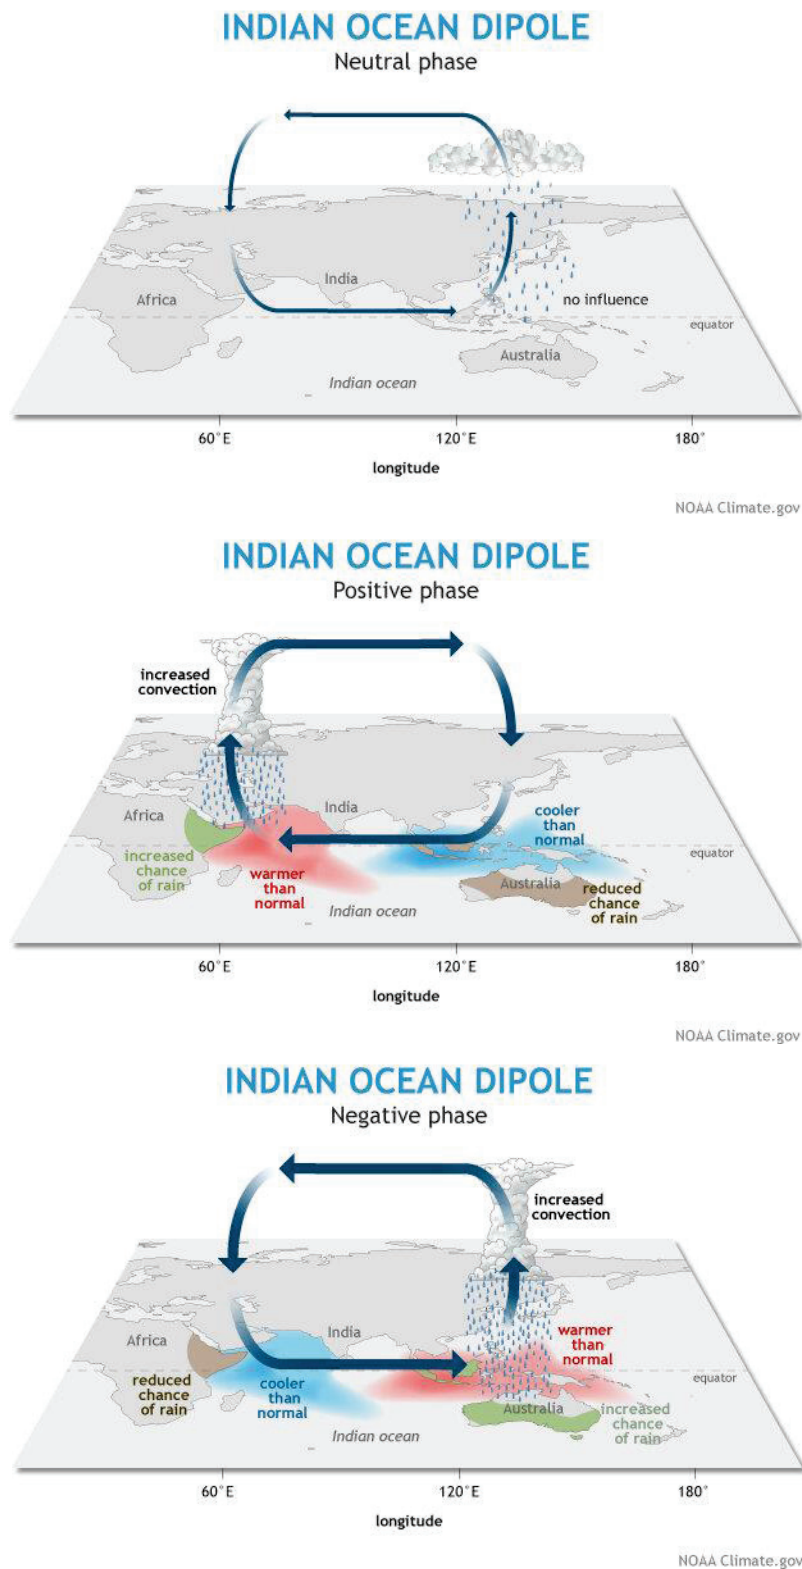 INDIAN OCEAN DIPOLE
Neutral phase
India
Africa
no influence
equator
Australia
Indian ocean
60°E
120°E
180°
longitude
NOAA Climate.gov
INDIAN OCEAN DIPOLE
Positive phase
increased
convection
India
Africa
cooler
than
normal
increased
chance
of rain
equator
warmer
than
normal
Australia
reduced
chance
of rain
Indian ocean
60°E
120°E
180°
longitude
NOAA Climate.gov
INDIAN OCEAN DIPOLE
Negative phase
increased
convection
India
Africa
warmer
than
normal
reduced
chance
of rain
equator
cooler
than
normal
Australia
increased
chance
of rain
Indian ocean
60°E
120°E
180°
longitude
NOAA Climate.gov